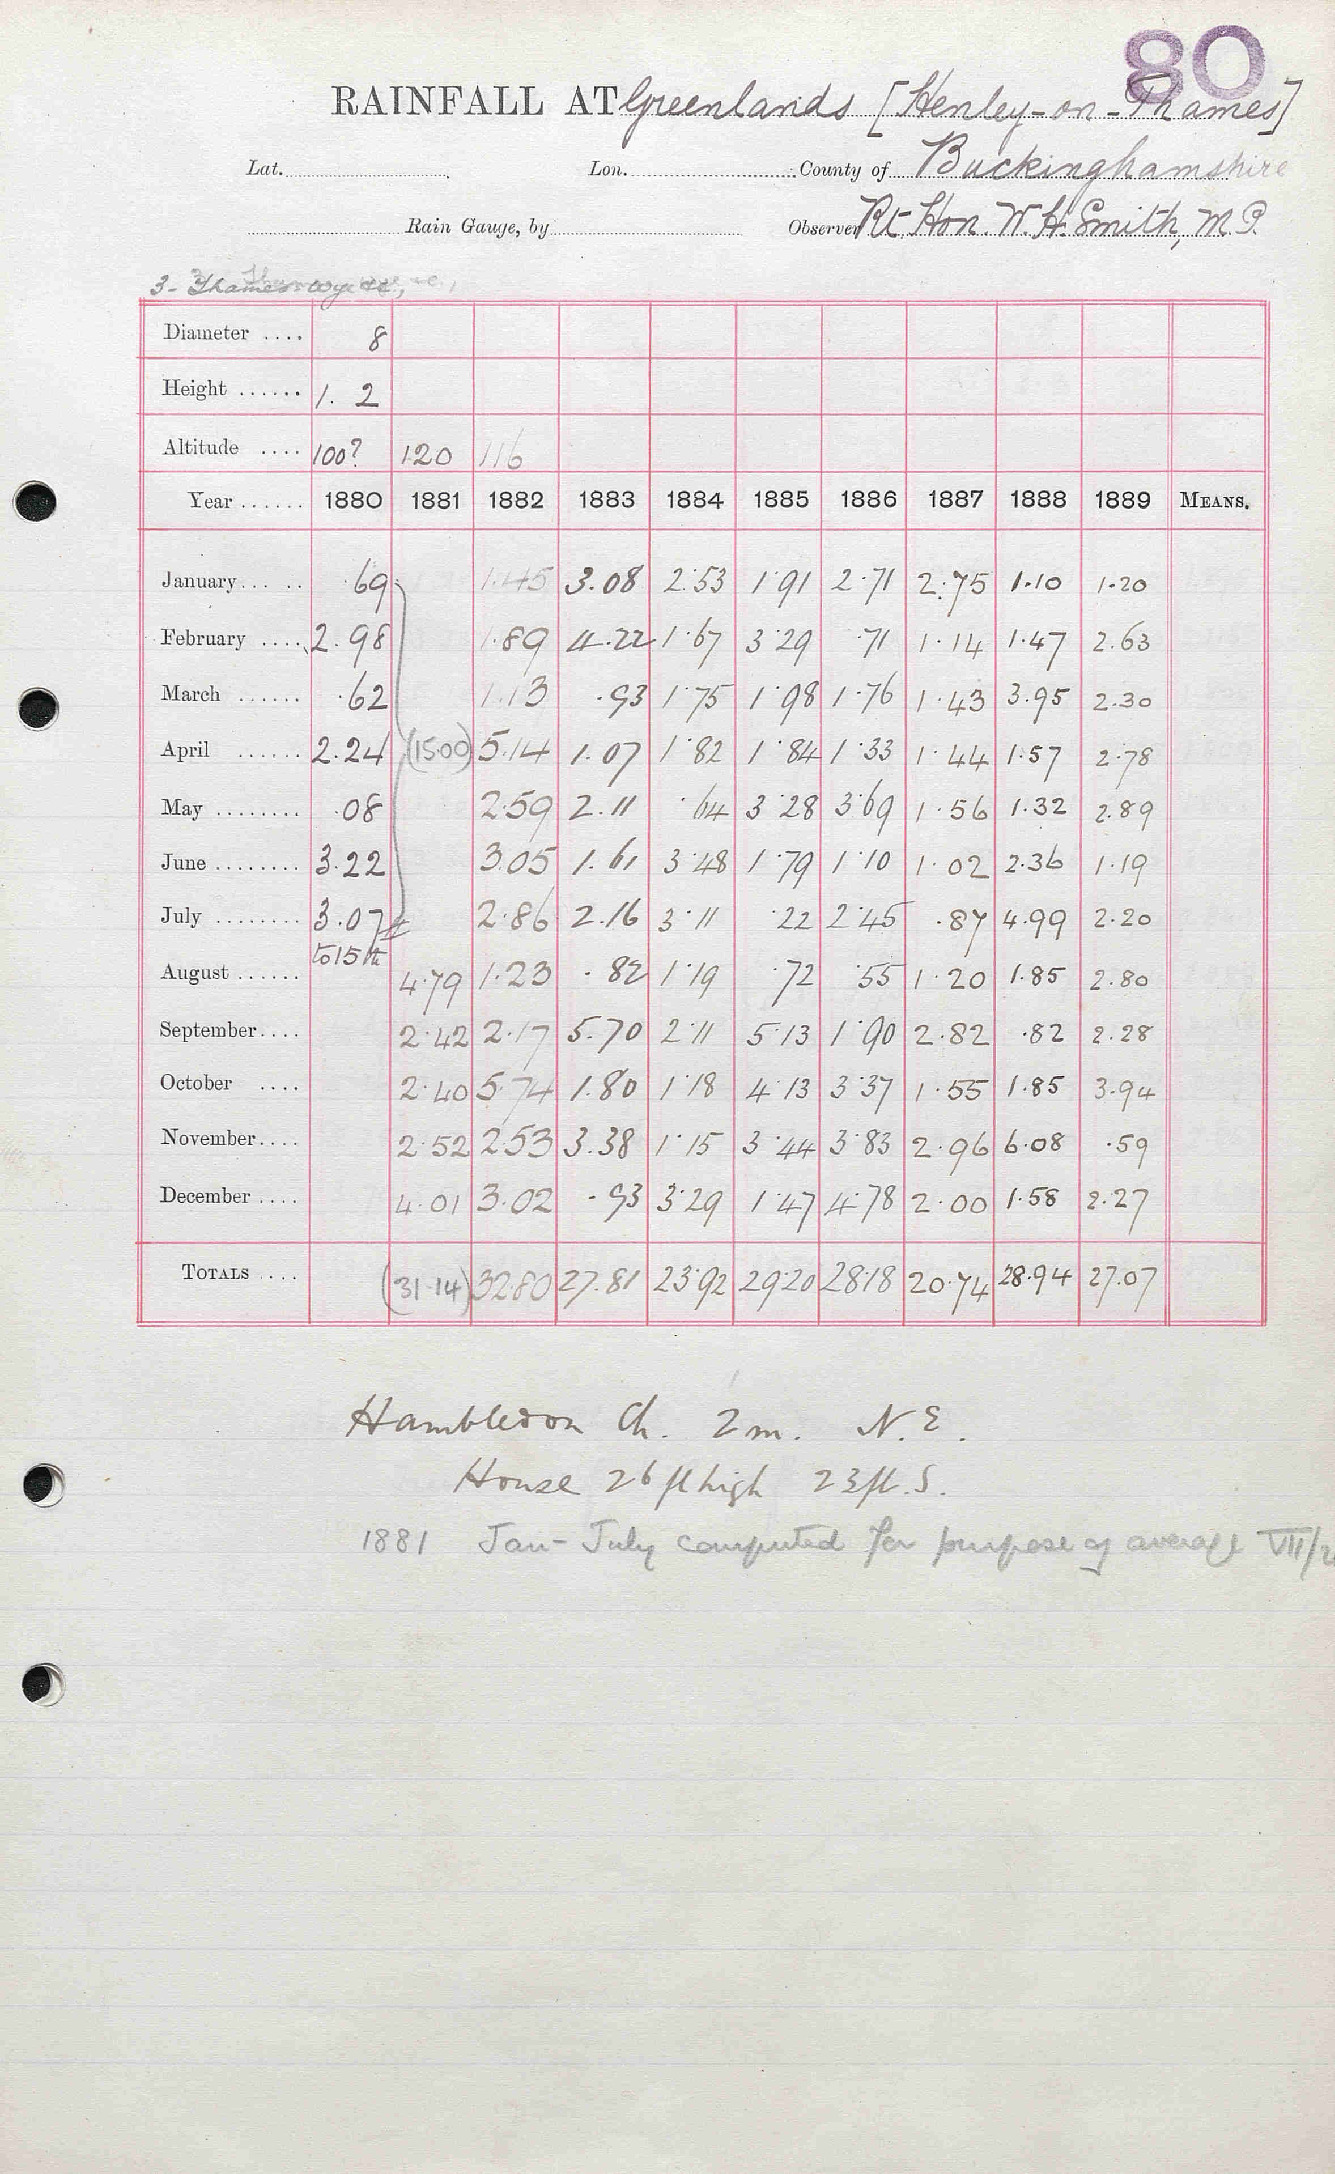 80
RAINFALL AT Greenlands [Henley-on-Thames]
Lat. Lon. County of Buckinghamshire
Rain Gauge, by Observer Rt. Hon. W. H. Smith, M.P.
3- Thames
Diameter .... 8
Height ...... 1. 2
Altitude .... 100? 120 116
Year ...... 1880 1881 1882 1883 1884 1885 1886 1887 1888 1889 MEANS.
January ... .69 1.45 3.08 2.53 1.91 2.71 2.75 1.10 1.20
February .... 2.98 1.89 4.22 1.67 3.29 .71 1.14 1.47 2.63
March ...... .62 1.13 .93 1.75 1.98 1.76 1.43 3.95 2.30
April ...... 2.24 (15.00) 5.14 1.07 1.82 1.84 1.33 1.44 1.57 2.78
May ........ .08 2.59 2.11 .64 3.28 3.69 1.56 1.32 2.89
June ........ 3.22 3.05 1.61 3.48 1.79 1.10 1.02 2.36 1.19
July ........ 3.07 2.86 2.16 3.11 .22 2.45 .87 4.99 2.20
to 15th
August ...... 4.79 1.23 .82 1.19 .72 .55 1.20 1.85 2.80
September .... 2.42 2.17 5.70 2.11 5.13 1.90 2.82 .82 2.28
October .... 2.40 5.74 1.80 1.18 4.13 3.37 1.55 1.85 3.94
November .... 2.52 2.53 3.38 1.15 3.44 3.83 2.96 6.08 .59
December .... 4.01 3.02 .93 3.29 1.47 4.78 2.00 1.58 2.27
TOTALS .... (31.14) 32.80 27.81 23.92 29.20 28.18 20.74 28.94 27.07
Hambledon Ch. 2m. N.E.
House 26 ft high 23 ft. S.
1881 Jan- July computed for purpose of average VII/2